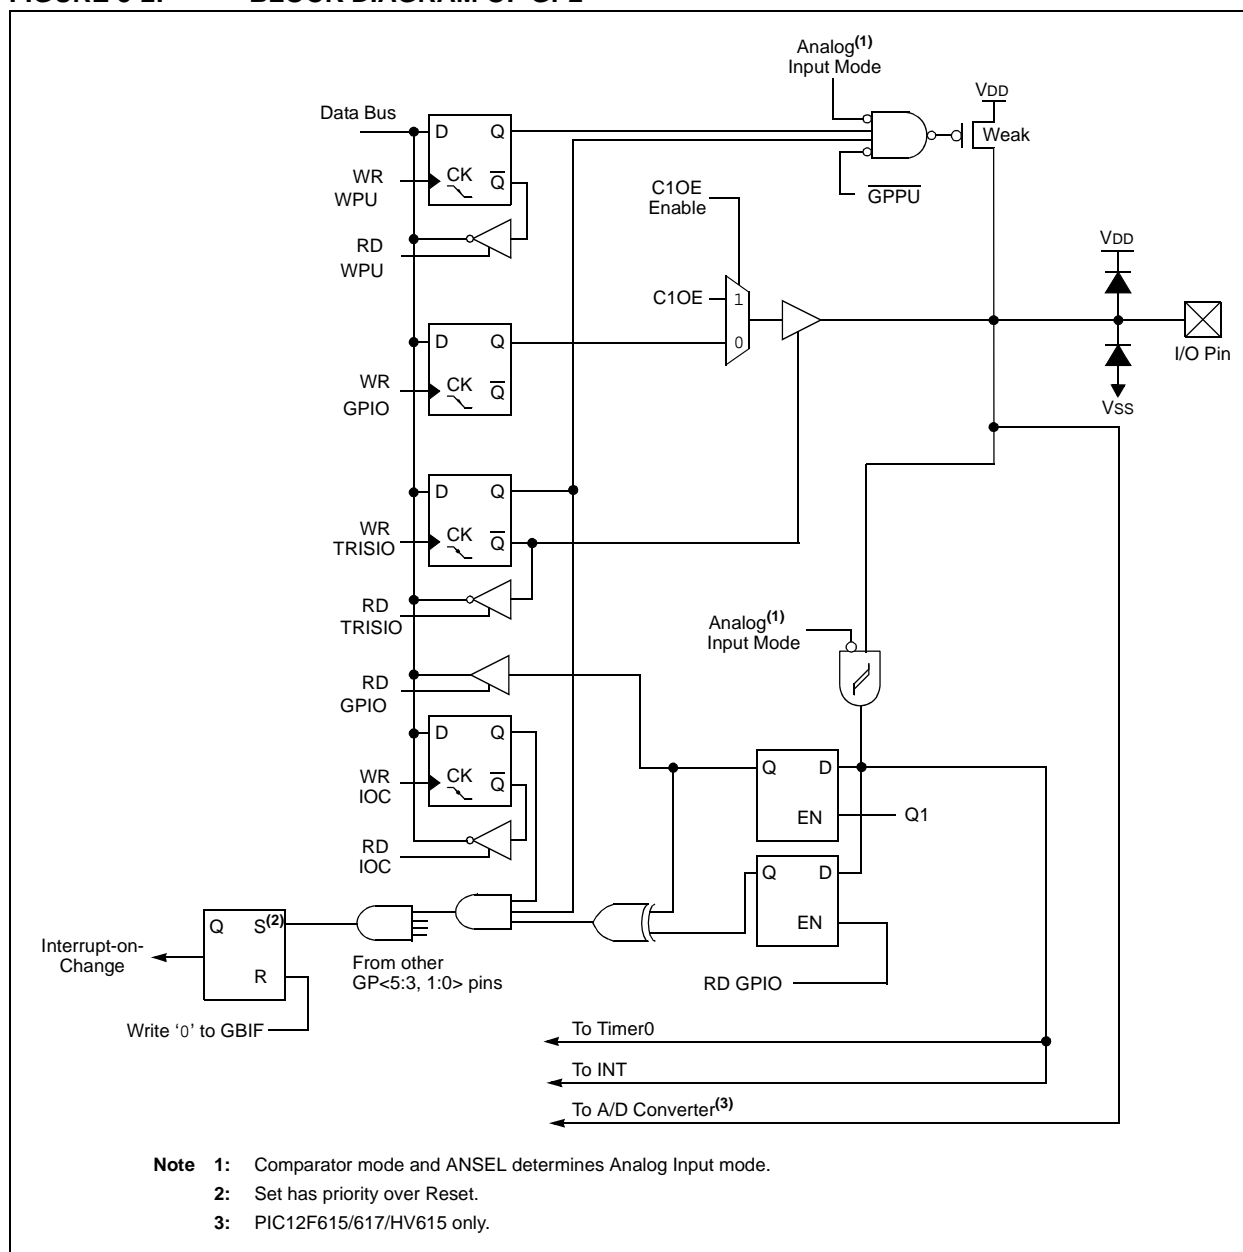 Analog(1)
Input Mode
VDD
Data Bus
D Q
Weak
WR
WPU
CK Q
C1OE
Enable
GPPU
RD
WPU
VDD
C1OE
1
D Q
0
I/O Pin
WR
GPIO
CK Q
VSS
D Q
WR
TRISIO
CK Q
RD
TRISIO
Analog(1)
Input Mode
RD
GPIO
D Q
WR
IOC
CK Q
Q D
EN
Q1
RD
IOC
Q D
EN
Q S(2)
R
Interrupt-on-
Change
From other
GP<5:3, 1:0> pins
RD GPIO
Write ‘0’ to GBIF
To Timer0
To INT
To A/D Converter(3)
Note 1: Comparator mode and ANSEL determines Analog Input mode.
2: Set has priority over Reset.
3: PIC12F615/617/HV615 only.